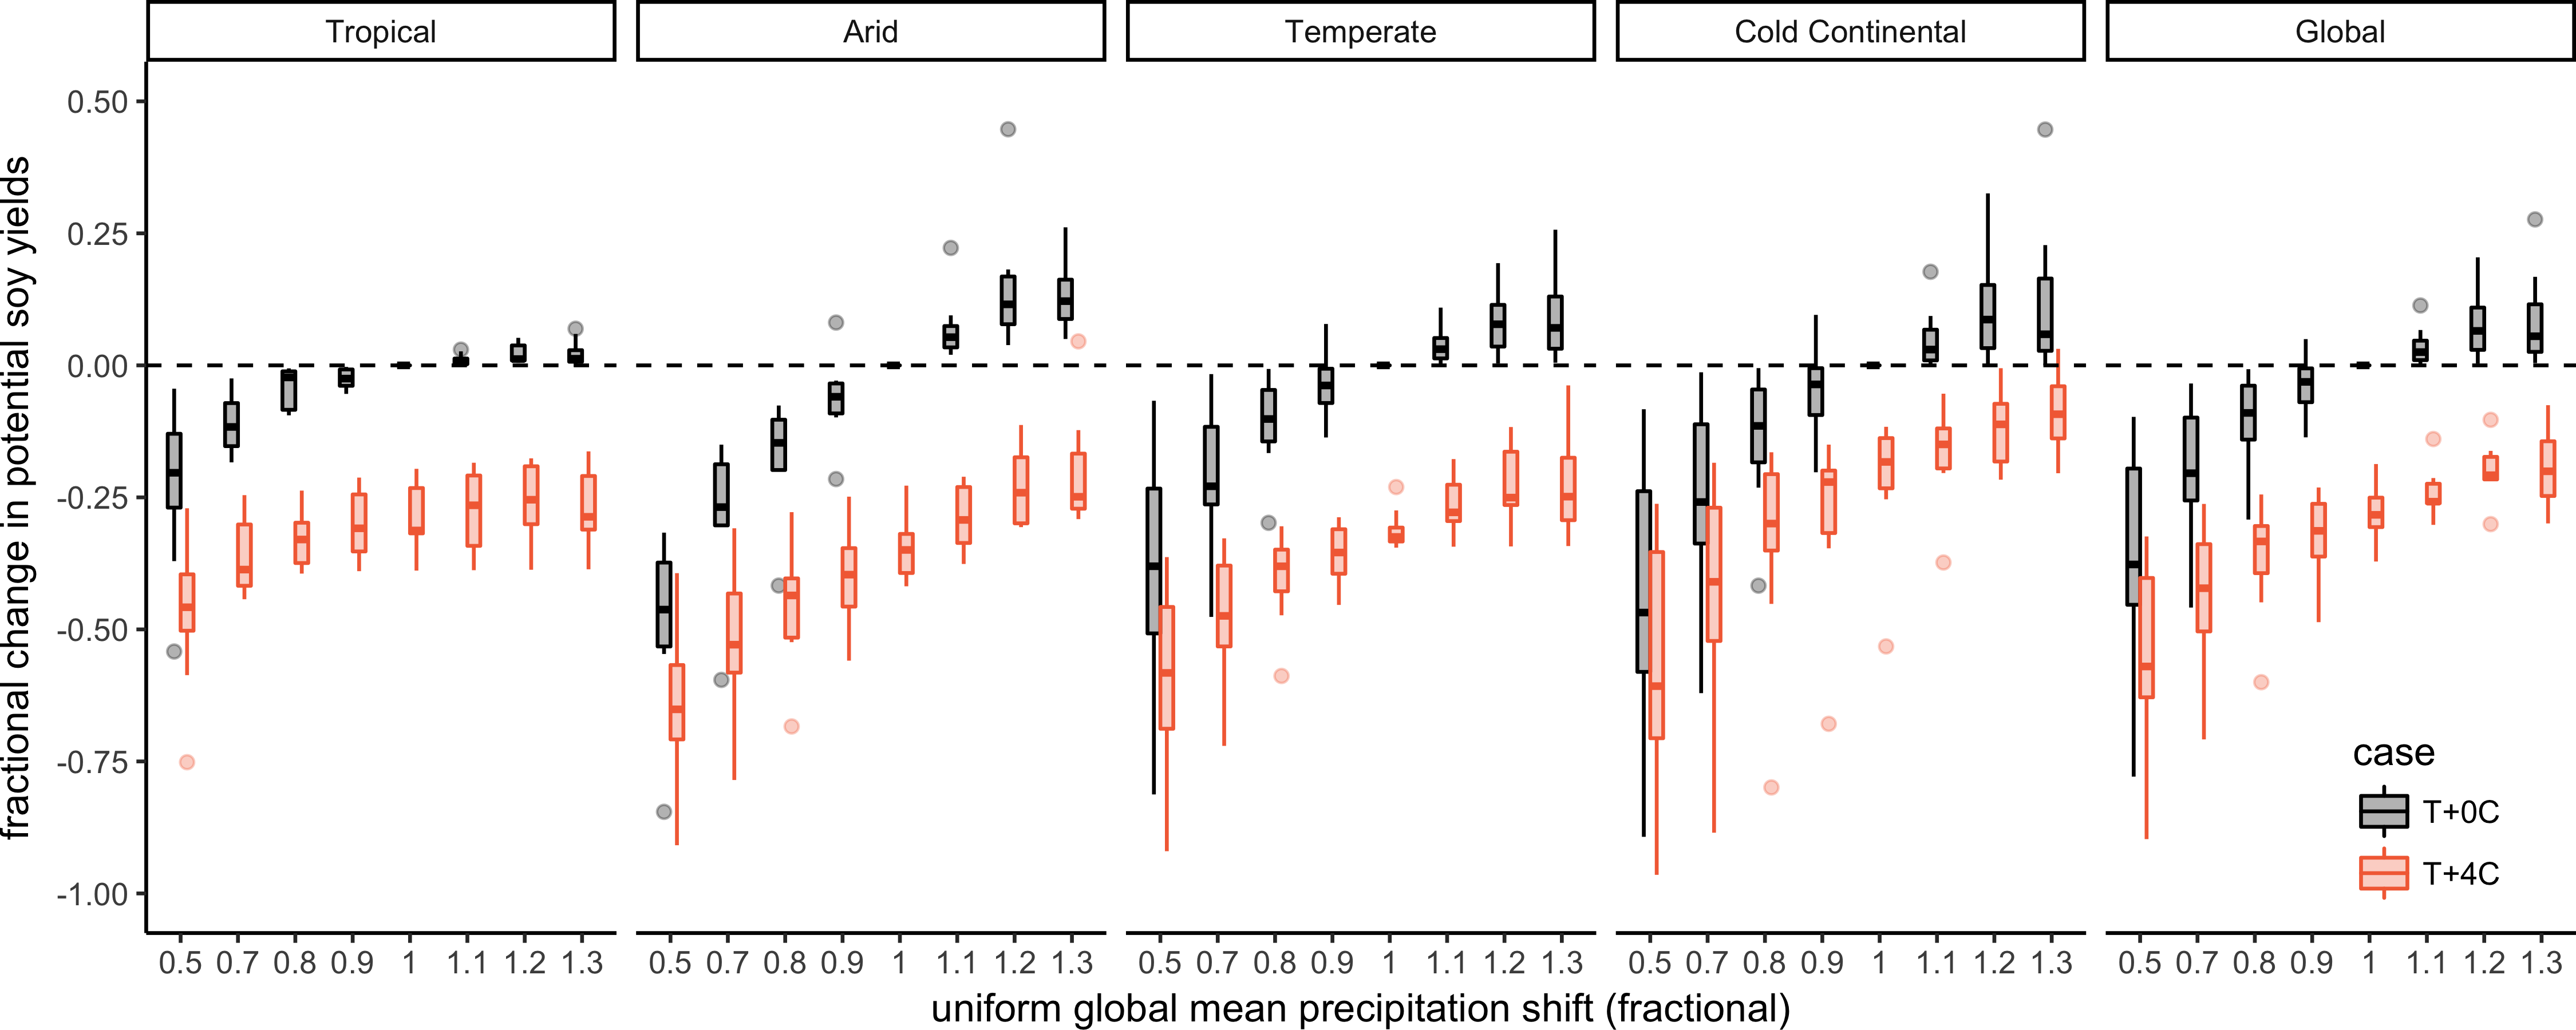 Tropical Arid Temperate Cold Continental Global
fractional change in potential soy yields
0.50
0.25
0.00
-0.25
-0.50
-0.75
-1.00
case
T+0C
T+4C
0.5 0.7 0.8 0.9 1 1.1 1.2 1.3 0.5 0.7 0.8 0.9 1 1.1 1.2 1.3 0.5 0.7 0.8 0.9 1 1.1 1.2 1.3 0.5 0.7 0.8 0.9 1 1.1 1.2 1.3 0.5 0.7 0.8 0.9 1 1.1 1.2 1.3
uniform global mean precipitation shift (fractional)